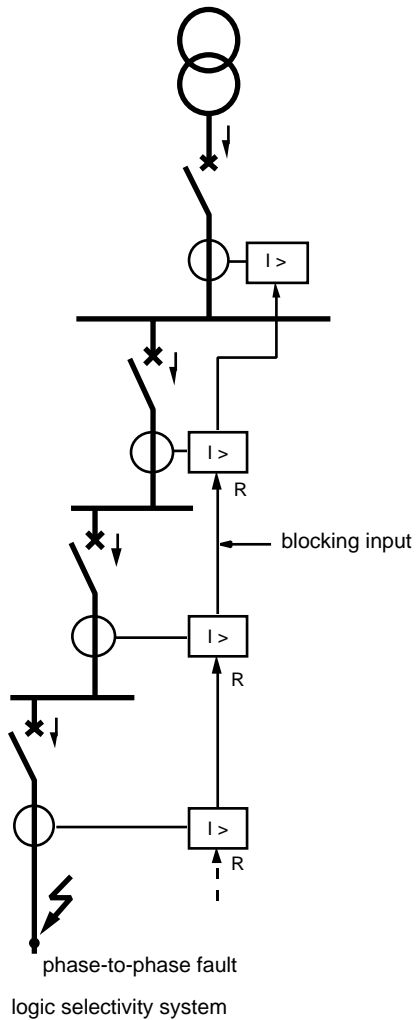 I >
I >
R
blocking input
I >
R
I >
R
phase-to-phase fault
logic selectivity system